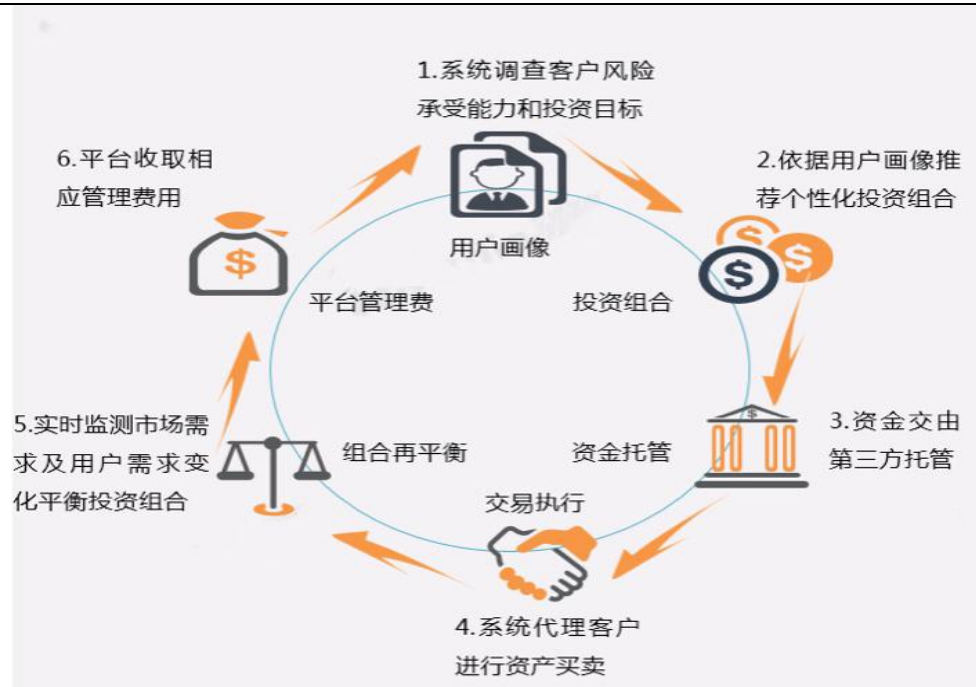 1.系统调查客户风险
承受能力和投资目标
用户画像
2.依据用户画像推
荐个性化投资组合
投资组合
3.资金交由
第三方托管
资金托管
交易执行
4.系统代理客户
进行资产买卖
5.实时监测市场需
求及用户需求变
化平衡投资组合
组合再平衡
6.平台收取相
应管理费用
平台管理费
$
$
$
$
$